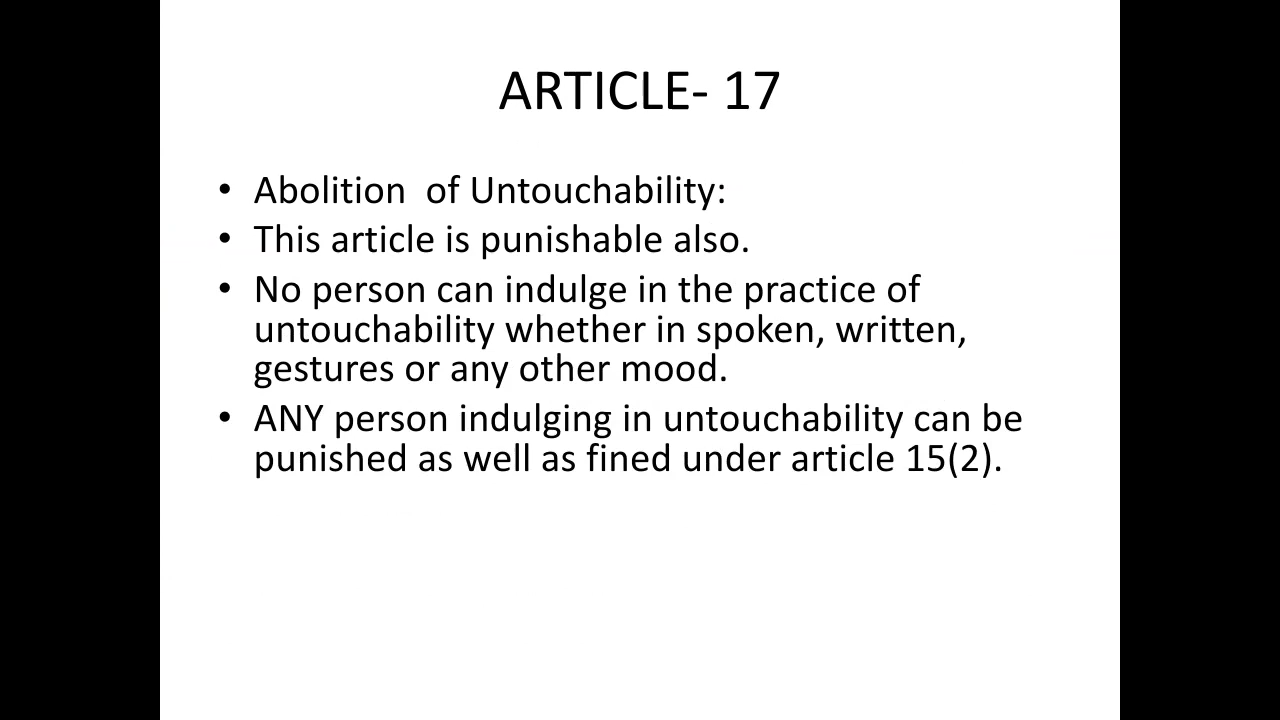 ARTICLE- 17
• Abolition  of Untouchability:
• This article is punishable also.
• No person can indulge in the practice of
untouchability whether in spoken, written,
gestures or any other mood.
• ANY person indulging in untouchability can be
punished as well as fined under article 15(2).